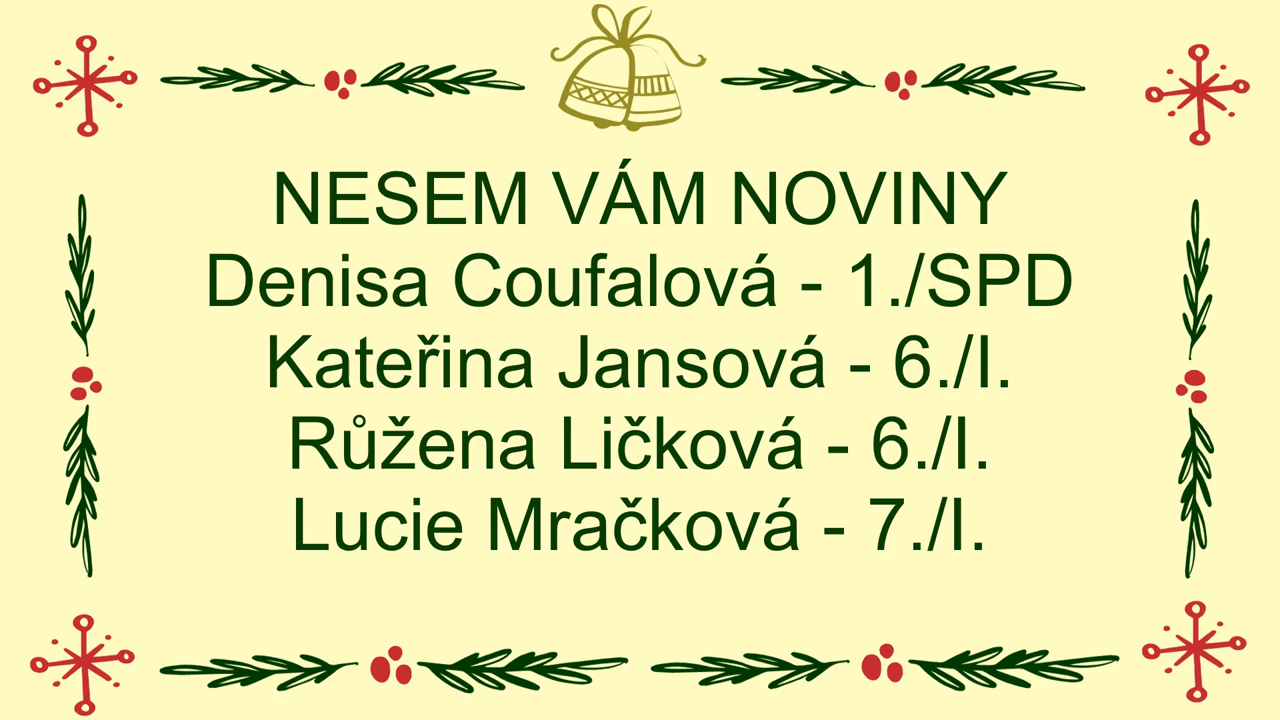 NESEM VÁM NOVINY
Denisa Coufalová - 1./SPD
Kateřina Jansová - 6./I.
Růžena Ličková - 6./I.
Lucie Mračková - 7./I.